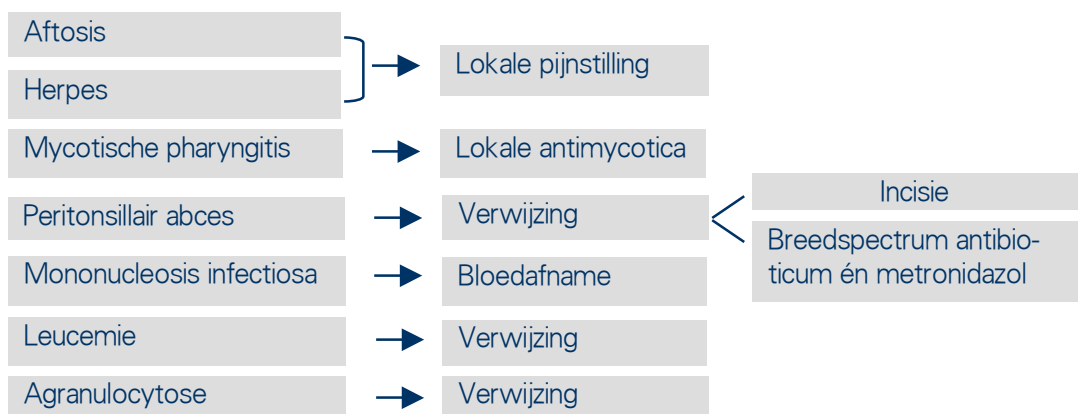 Aftosis
Herpes
Lokale pijnstilling
Mycotische pharyngitis
Lokale antimycotica
Peritonsillair abces
Verwijzing
Incisie
Breedspectrum antibio-
ticum én metronidazol
Mononucleosis infectiosa
Bloedafname
Leucemie
Verwijzing
Agranulocytose
Verwijzing